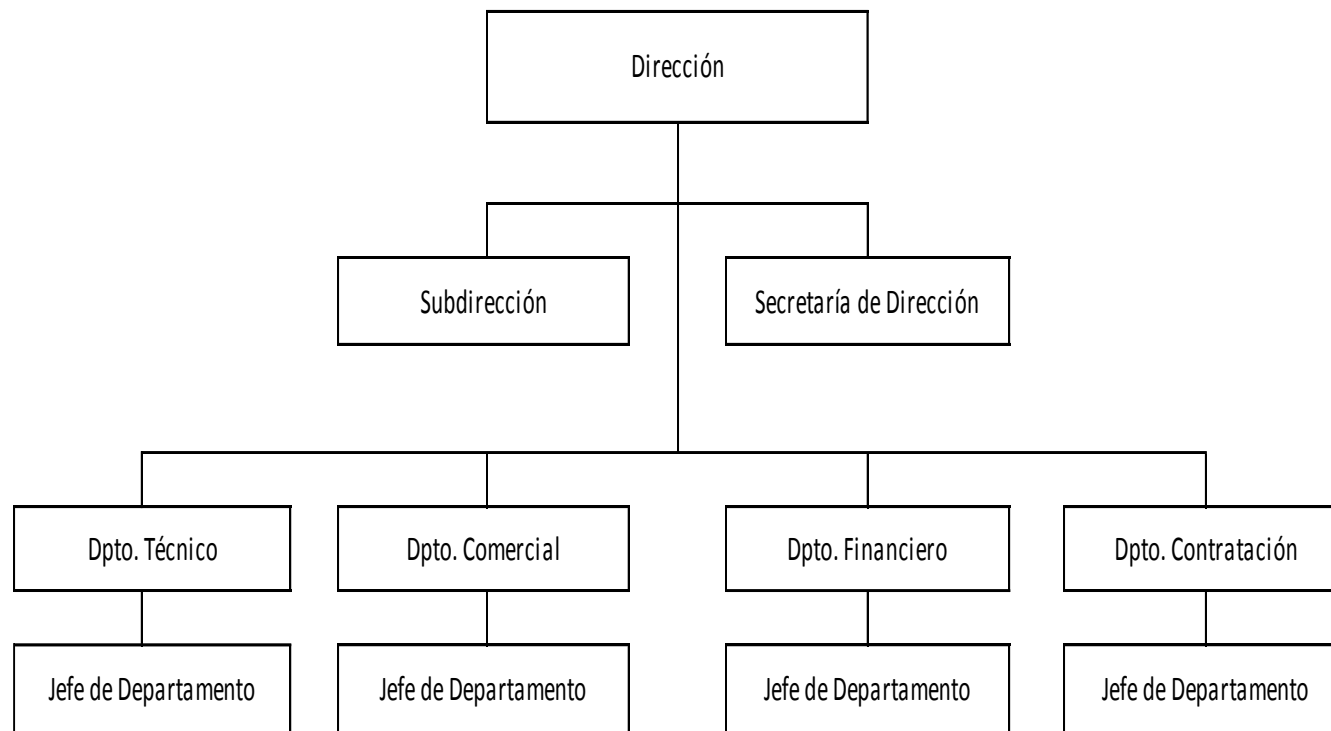 Dirección
Subdirección
Secretaría de Dirección
Dpto. Técnico
Dpto. Comercial
Dpto. Financiero
Dpto. Contratación
Jefe de Departamento
Jefe de Departamento
Jefe de Departamento
Jefe de Departamento